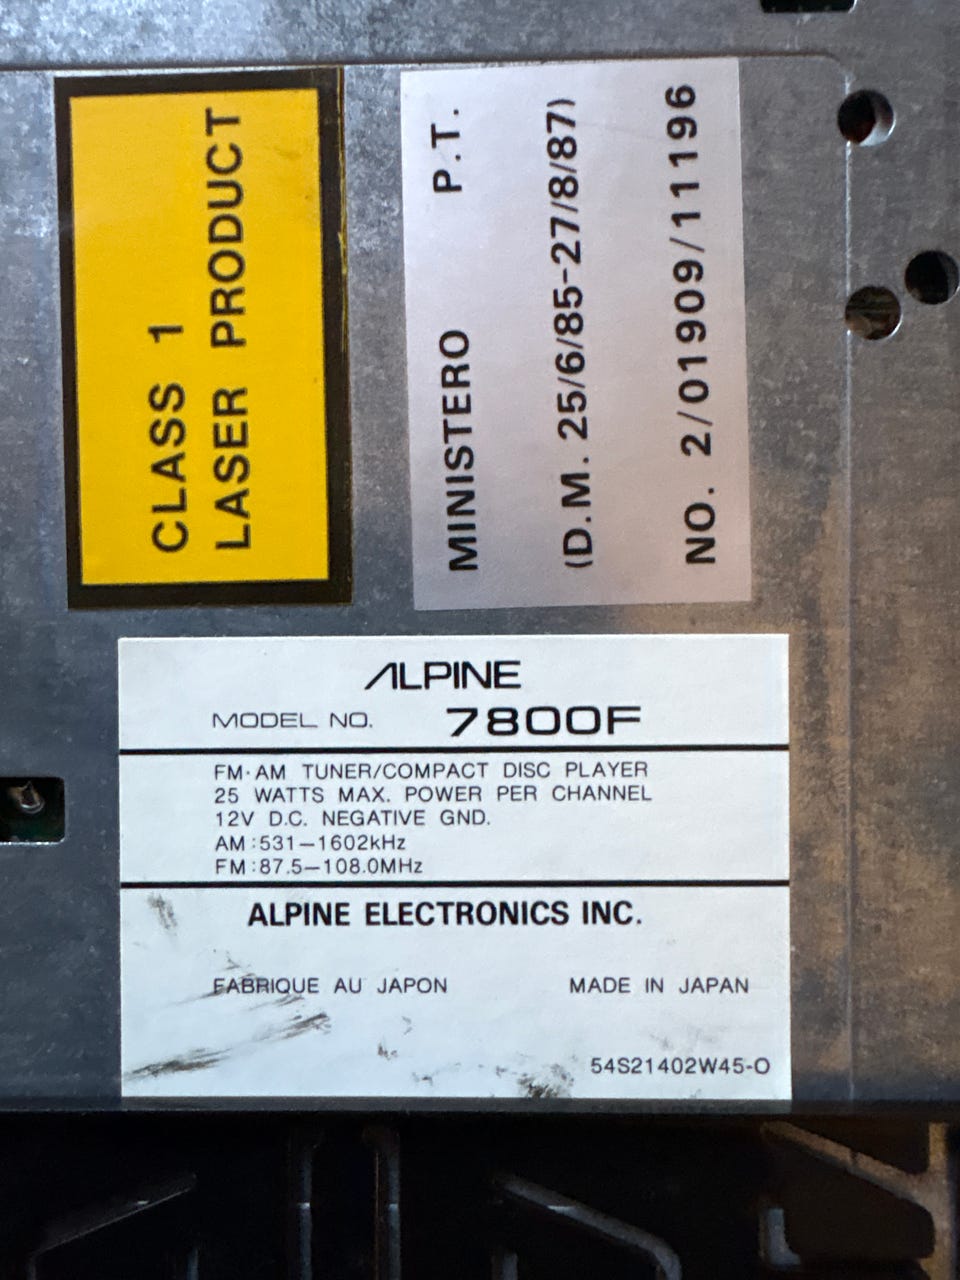 CLASS 1
LASER PRODUCT
MINISTERO P.T.
(D.M. 25/6/85-27/8/87)
NO. 2/01909/11196
ALPINE
MODEL NO. 7800F
FM·AM TUNER/COMPACT DISC PLAYER
25 WATTS MAX. POWER PER CHANNEL
12V D.C. NEGATIVE GND.
AM:531—1602kHz
FM:87.5—108.0MHz
ALPINE ELECTRONICS INC.
FABRIQUE AU JAPON MADE IN JAPAN
54S21402W45-O